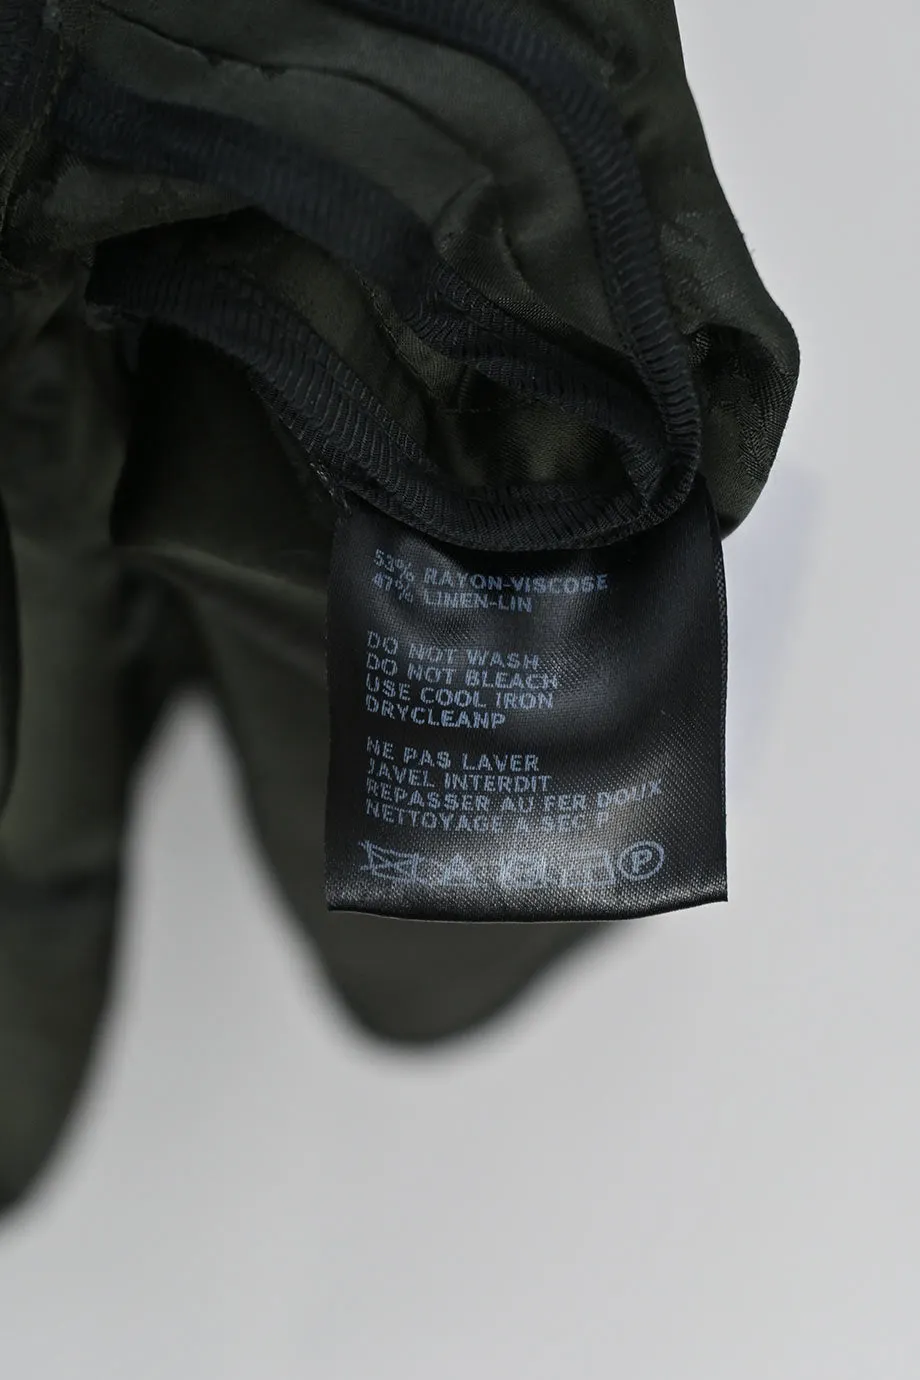 53% RAYON-VISCOSE
47% LINEN-LIN
DO NOT WASH
DO NOT BLEACH
USE COOL IRON
DRYCLEANP
NE PAS LAVER
JAVEL INTERDIT
REPASSER AU FER DOUX
NETTOYAGE A SEC P
P